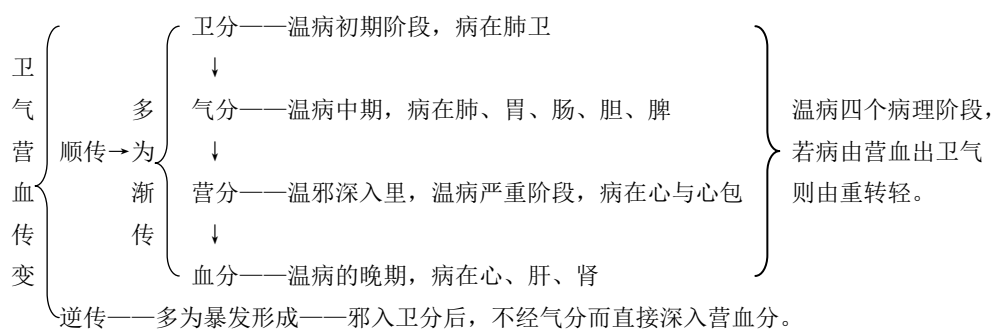 卫气营血传变
顺传→多为渐传
卫分——温病初期阶段，病在肺卫
↓
气分——温病中期，病在肺、胃、肠、胆、脾
↓
营分——温邪深入里，温病严重阶段，病在心与心包
↓
血分——温病的晚期，病在心、肝、肾
温病四个病理阶段，
若病由营血出卫气
则由重转轻。
逆传——多为暴发形成——邪入卫分后，不经气分而直接深入营血分。